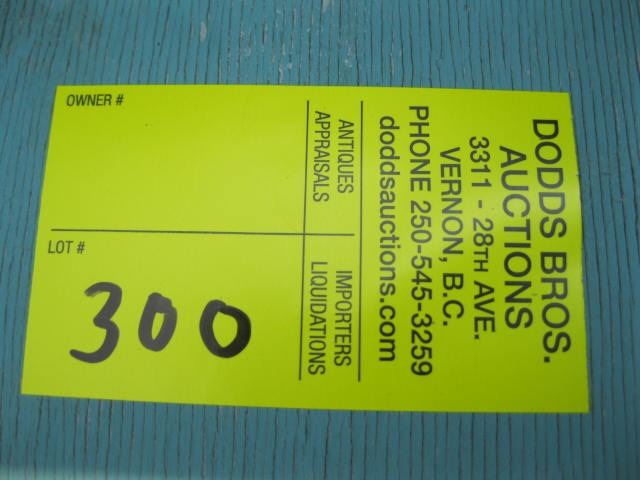 DODDS BROS.
AUCTIONS
3311 - 28TH AVE.
VERNON, B.C.
PHONE 250-545-3259
doddsauctions.com
ANTIQUES
APPRAISALS
IMPORTERS
LIQUIDATIONS
OWNER #
LOT #
300